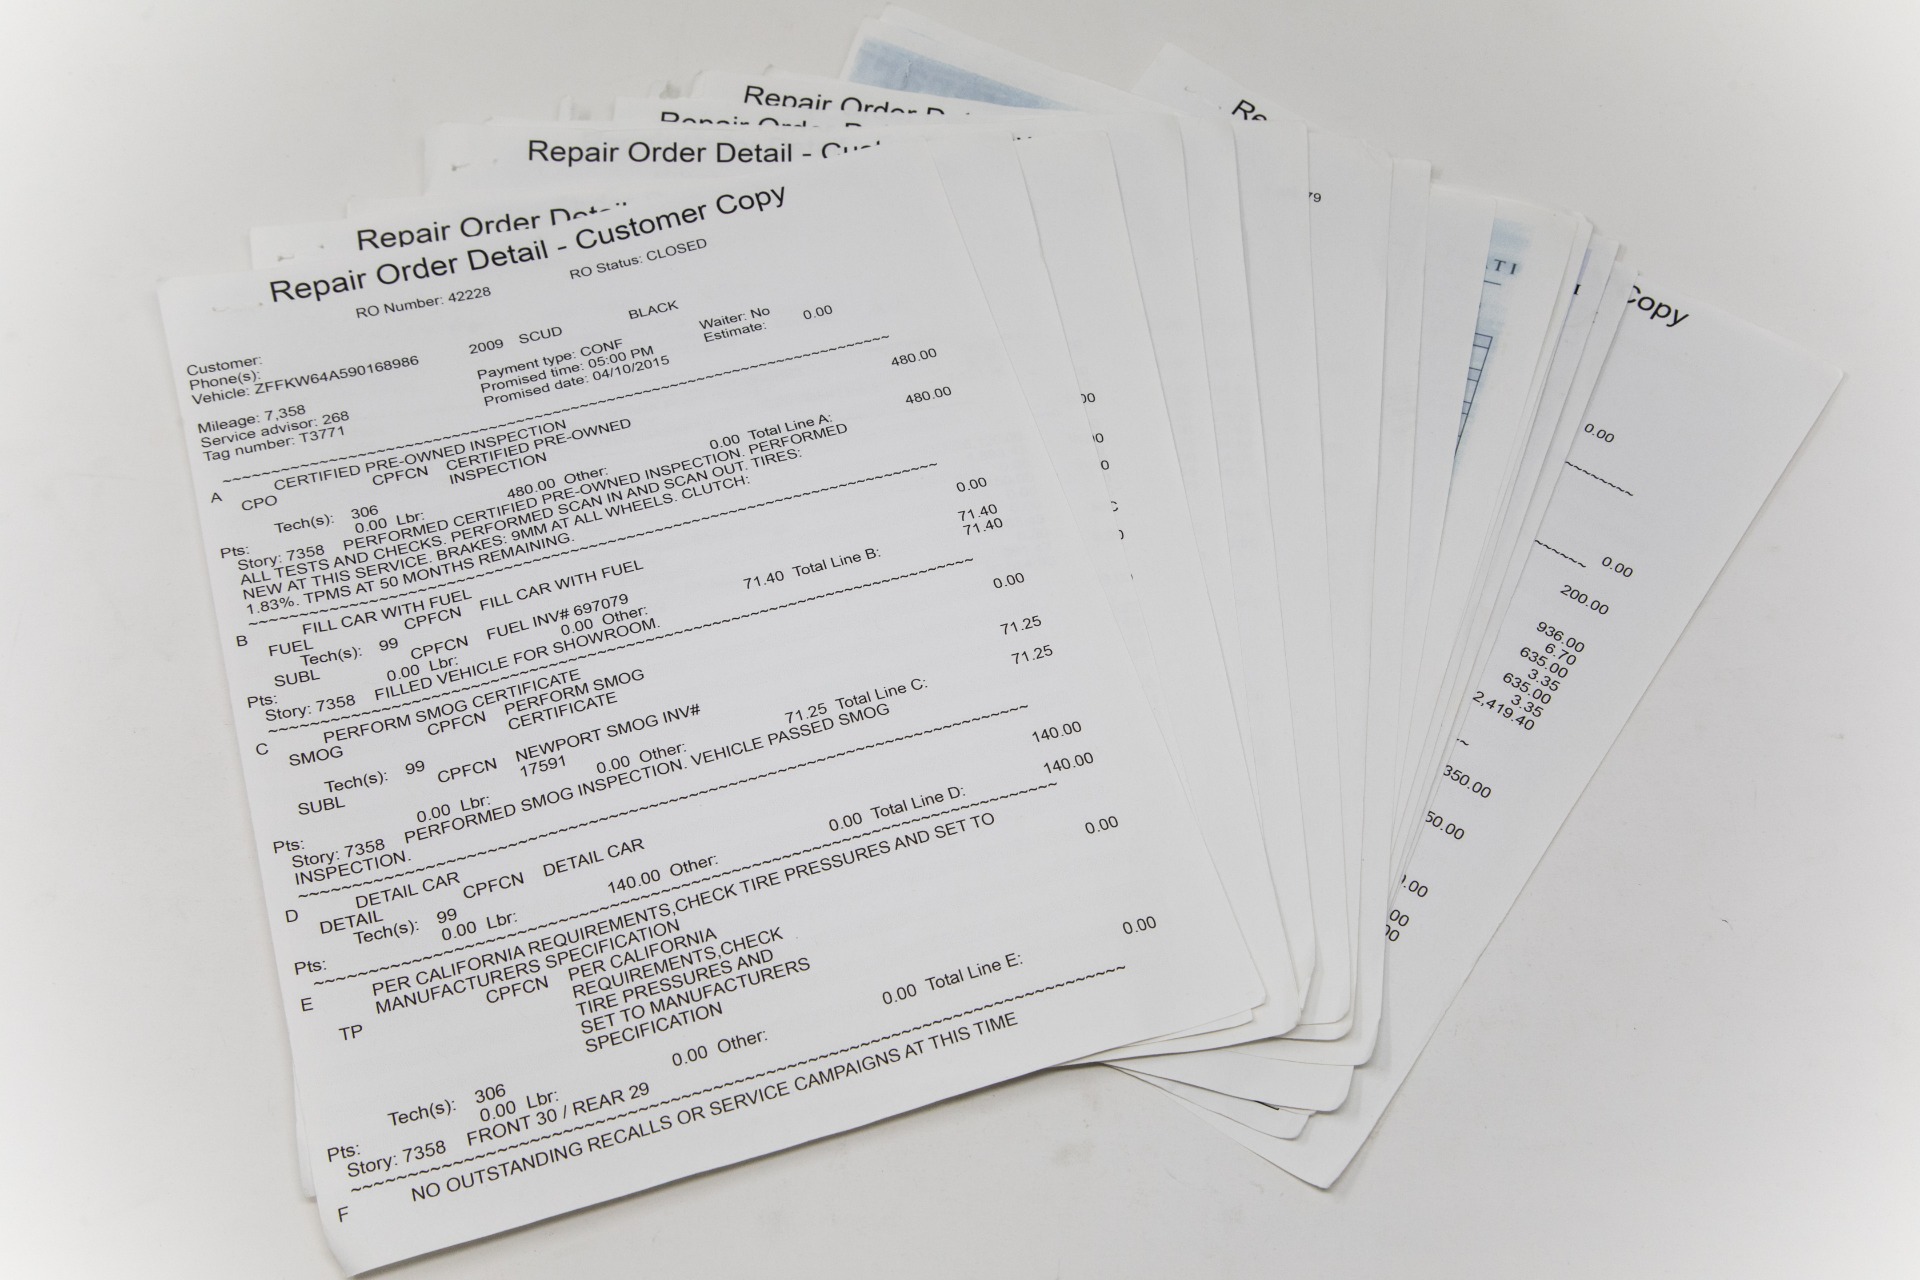 Repair Order Detail - Customer Copy
RO Number: 42228 RO Status: CLOSED
Customer:
Phone(s):
Vehicle: ZFFKW64A590168986 2009 SCUD BLACK
Mileage: 7,358 Payment type: CONF Waiter: No
Service advisor: 268 Promised time: 05:00 PM Estimate: 0.00
Tag number: T3771 Promised date: 04/10/2015
~~~~~~~~~~~~~~~~~~~~~~~~~~~~~~~~~~~~~~~~~~~~~~~~~~~~~~~~~~~~~~
A CERTIFIED PRE-OWNED INSPECTION
CPO CPFCN CERTIFIED PRE-OWNED 480.00
INSPECTION
Tech(s): 306
Pts: 0.00 Lbr: 480.00 Other: 0.00 Total Line A: 480.00
Story: 7358 PERFORMED CERTIFIED PRE-OWNED INSPECTION. PERFORMED
ALL TESTS AND CHECKS. PERFORMED SCAN IN AND SCAN OUT. TIRES:
NEW AT THIS SERVICE. BRAKES: 9MM AT ALL WHEELS. CLUTCH:
1.83%. TPMS AT 50 MONTHS REMAINING.
~~~~~~~~~~~~~~~~~~~~~~~~~~~~~~~~~~~~~~~~~~~~~~~~~~~~~~~~~~~~~~
B FILL CAR WITH FUEL
FUEL CPFCN FILL CAR WITH FUEL 0.00
Tech(s): 99
SUBL CPFCN FUEL INV# 697079 71.40
Pts: 0.00 Lbr: 0.00 Other: 71.40 Total Line B: 71.40
Story: 7358 FILLED VEHICLE FOR SHOWROOM.
~~~~~~~~~~~~~~~~~~~~~~~~~~~~~~~~~~~~~~~~~~~~~~~~~~~~~~~~~~~~~~
C PERFORM SMOG CERTIFICATE
SMOG CPFCN PERFORM SMOG 0.00
CERTIFICATE
Tech(s): 99
SUBL CPFCN NEWPORT SMOG INV# 71.25
17591
Pts: 0.00 Lbr: 0.00 Other: 71.25 Total Line C: 71.25
Story: 7358 PERFORMED SMOG INSPECTION. VEHICLE PASSED SMOG
INSPECTION.
~~~~~~~~~~~~~~~~~~~~~~~~~~~~~~~~~~~~~~~~~~~~~~~~~~~~~~~~~~~~~~
D DETAIL CAR
DETAIL CPFCN DETAIL CAR 140.00
Tech(s): 99
Pts: 0.00 Lbr: 140.00 Other: 0.00 Total Line D: 140.00
~~~~~~~~~~~~~~~~~~~~~~~~~~~~~~~~~~~~~~~~~~~~~~~~~~~~~~~~~~~~~~
E PER CALIFORNIA REQUIREMENTS,CHECK TIRE PRESSURES AND SET TO
MANUFACTURERS SPECIFICATION
TP CPFCN PER CALIFORNIA 0.00
REQUIREMENTS,CHECK
TIRE PRESSURES AND
SET TO MANUFACTURERS
SPECIFICATION
Tech(s): 306
Pts: 0.00 Lbr: 0.00 Other: 0.00 Total Line E: 0.00
Story: 7358 FRONT 30 / REAR 29
~~~~~~~~~~~~~~~~~~~~~~~~~~~~~~~~~~~~~~~~~~~~~~~~~~~~~~~~~~~~~~
F NO OUTSTANDING RECALLS OR SERVICE CAMPAIGNS AT THIS TIME
Repair Order Detail
Repair Order Detail -
Repair Order
Repair Order
Copy
0.00
0.00
200.00
936.00
6.70
635.00
3.35
635.00
3.35
2,419.40
350.00